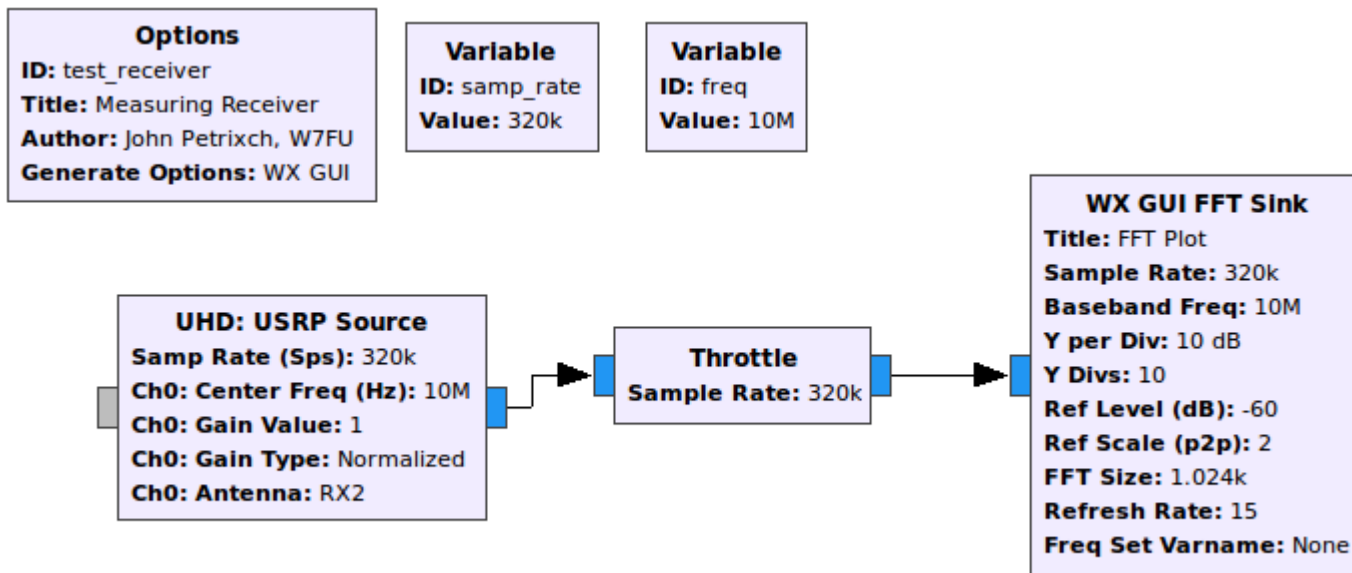 Options
ID: test_receiver
Title: Measuring Receiver
Author: John Petrixch, W7FU
Generate Options: WX GUI
Variable
ID: samp_rate
Value: 320k
Variable
ID: freq
Value: 10M
UHD: USRP Source
Samp Rate (Sps): 320k
Ch0: Center Freq (Hz): 10M
Ch0: Gain Value: 1
Ch0: Gain Type: Normalized
Ch0: Antenna: RX2
Throttle
Sample Rate: 320k
WX GUI FFT Sink
Title: FFT Plot
Sample Rate: 320k
Baseband Freq: 10M
Y per Div: 10 dB
Y Divs: 10
Ref Level (dB): -60
Ref Scale (p2p): 2
FFT Size: 1.024k
Refresh Rate: 15
Freq Set Varname: None